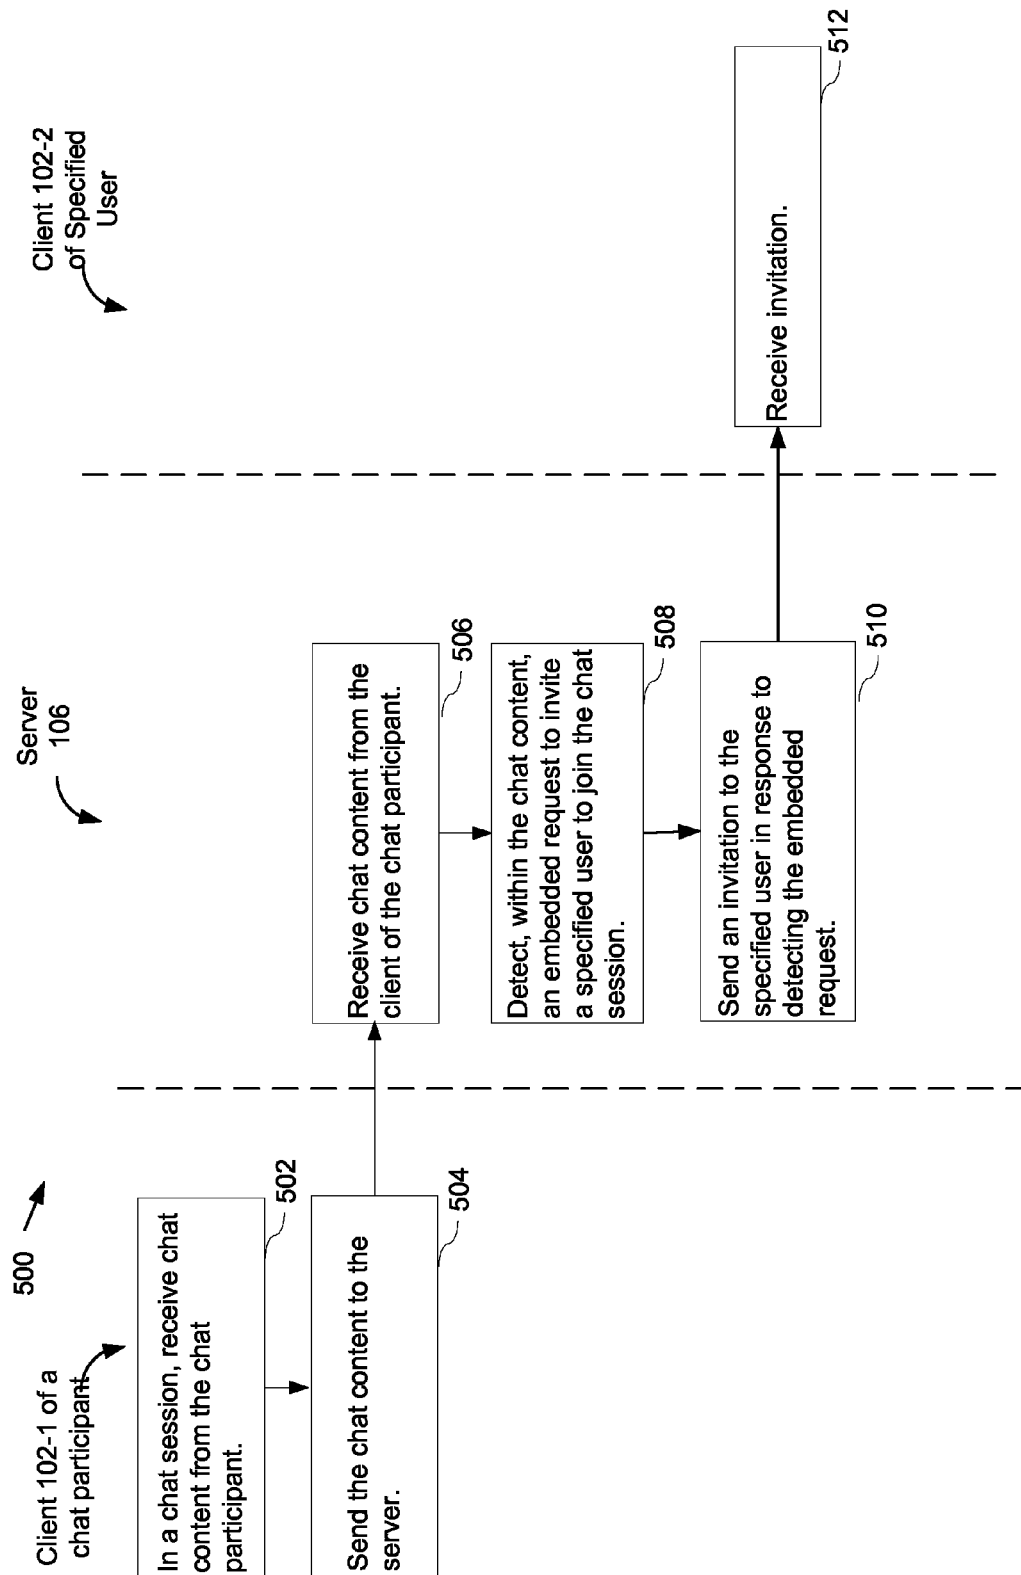 500
Client 102-1 of a
chat participant
Server
106
Client 102-2
of Specified
User
In a chat session, receive chat
content from the chat
participant.
502
Send the chat content to the
server.
504
Receive chat content from the
client of the chat participant.
506
Detect, within the chat content,
an embedded request to invite
a specified user to join the chat
session.
508
Send an invitation to the
specified user in response to
detecting the embedded
request.
510
Receive invitation.
512